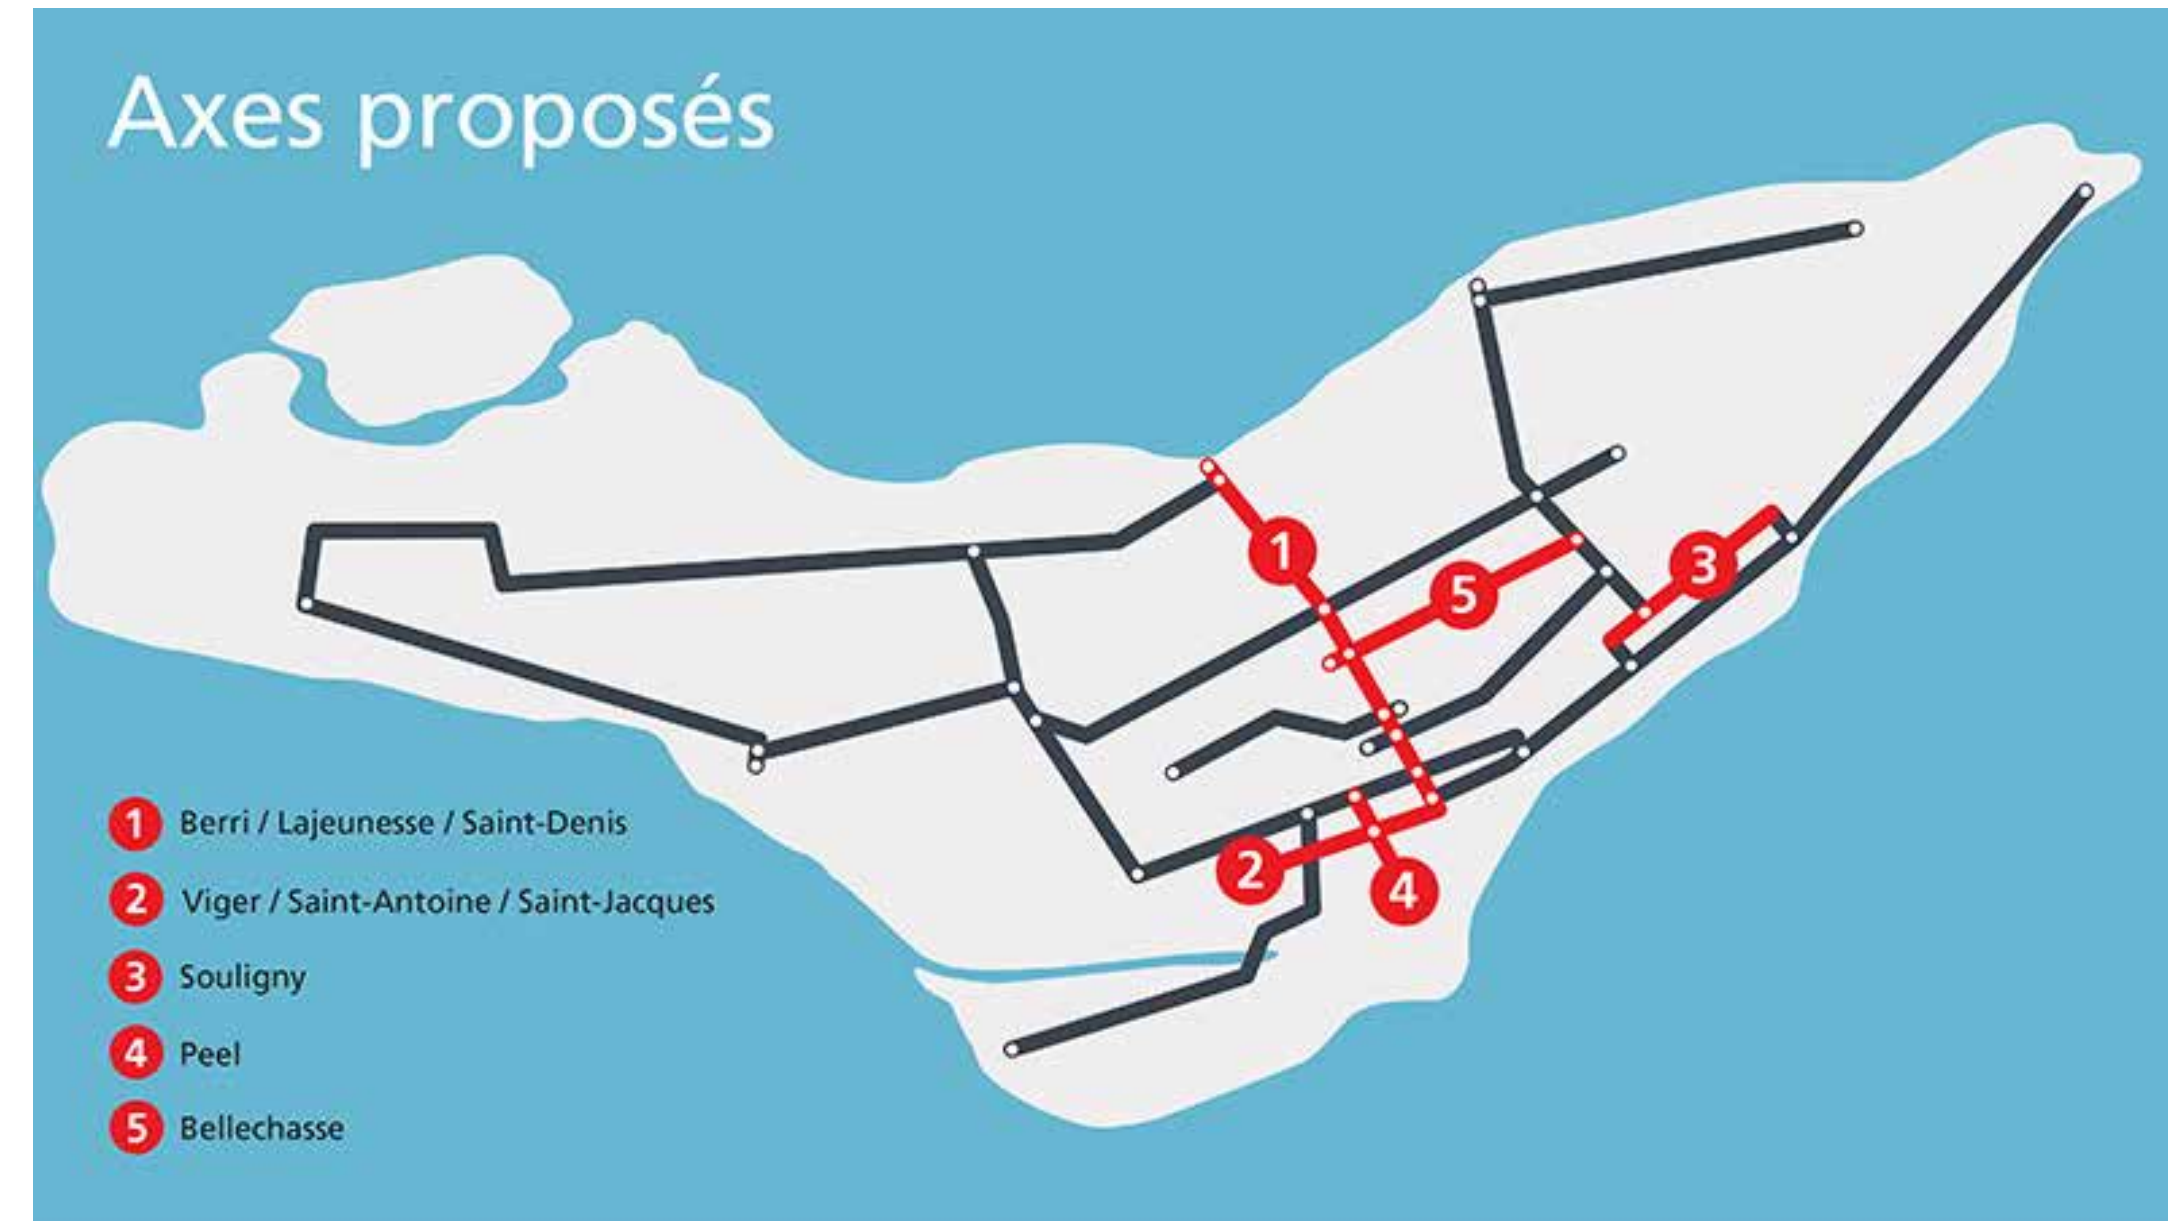 Axes proposés
1
5
3
2
4
1 Berri / Lajeunesse / Saint-Denis
2 Viger / Saint-Antoine / Saint-Jacques
3 Souligny
4 Peel
5 Bellechasse